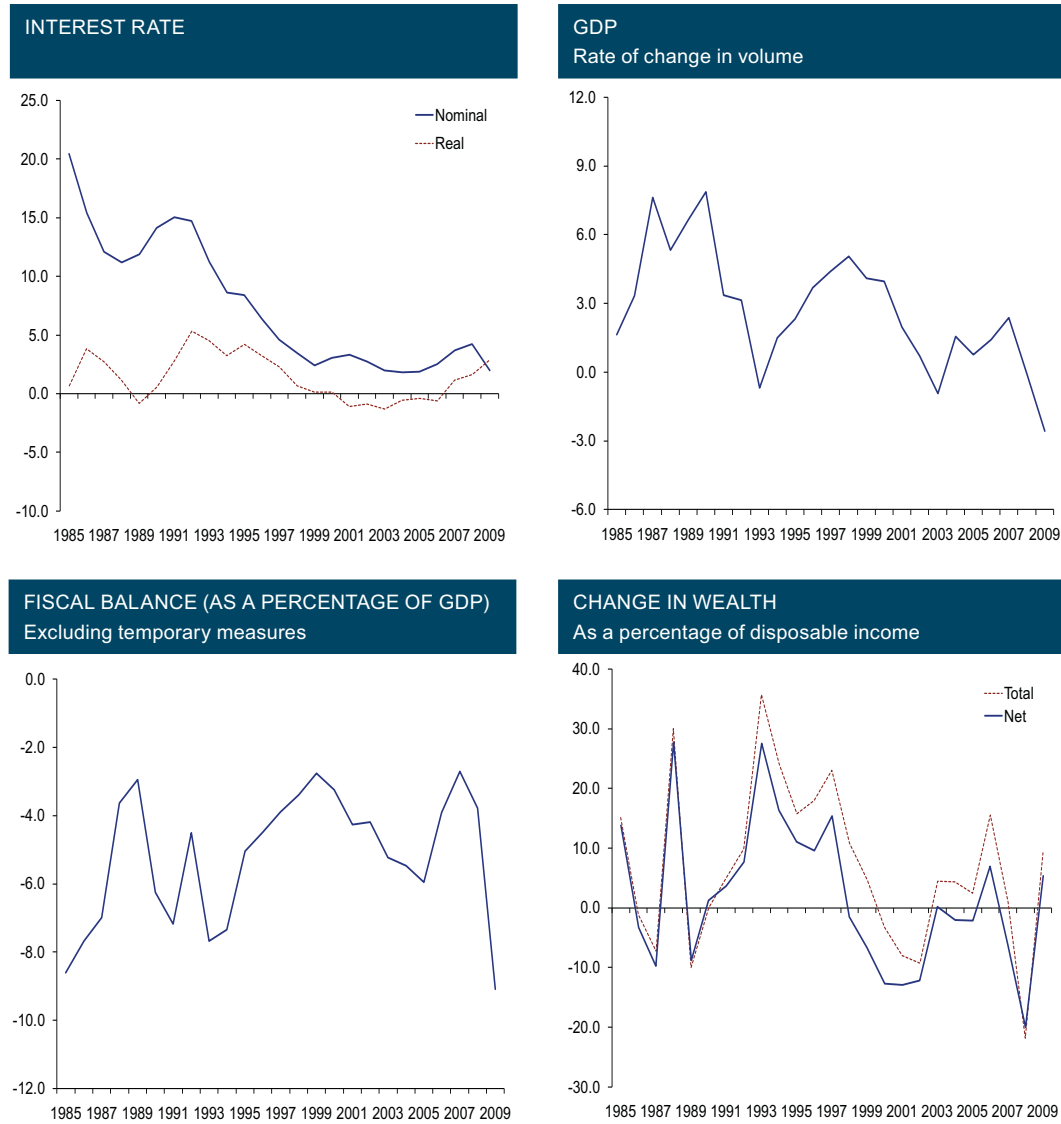 INTEREST RATE
25.0
20.0
15.0
10.0
5.0
0.0
-5.0
-10.0
Nominal
Real
1985 1987 1989 1991 1993 1995 1997 1999 2001 2003 2005 2007 2009
GDP
Rate of change in volume
12.0
9.0
6.0
3.0
0.0
-3.0
-6.0
1985 1987 1989 1991 1993 1995 1997 1999 2001 2003 2005 2007 2009
FISCAL BALANCE (AS A PERCENTAGE OF GDP)
Excluding temporary measures
0.0
-2.0
-4.0
-6.0
-8.0
-10.0
-12.0
1985 1987 1989 1991 1993 1995 1997 1999 2001 2003 2005 2007 2009
CHANGE IN WEALTH
As a percentage of disposable income
40.0
30.0
20.0
10.0
0.0
-10.0
-20.0
-30.0
Total
Net
1985 1987 1989 1991 1993 1995 1997 1999 2001 2003 2005 2007 2009